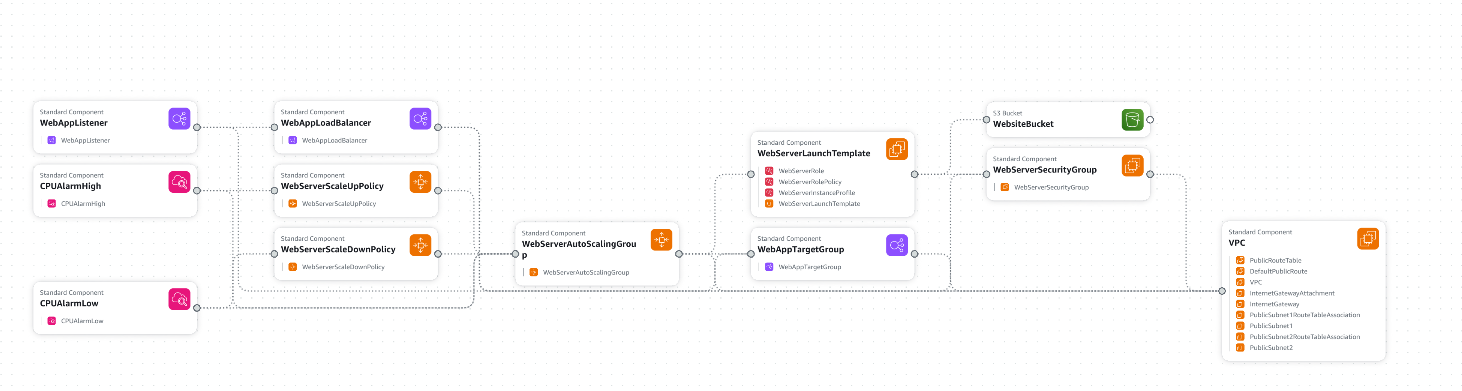 Standard Component
WebAppListener
WebAppListener
Standard Component
CPUAlarmHigh
CPUAlarmHigh
Standard Component
CPUAlarmLow
CPUAlarmLow
Standard Component
WebAppLoadBalancer
WebAppLoadBalancer
Standard Component
WebServerScaleUpPolicy
WebServerScaleUpPolicy
Standard Component
WebServerScaleDownPolicy
WebServerScaleDownPolicy
Standard Component
WebServerAutoScalingGrou
p
WebServerAutoScalingGroup
Standard Component
WebServerLaunchTemplate
WebServerRole
WebServerRolePolicy
WebServerInstanceProfile
WebServerLaunchTemplate
Standard Component
WebAppTargetGroup
WebAppTargetGroup
S3 Bucket
WebsiteBucket
Standard Component
WebServerSecurityGroup
WebServerSecurityGroup
Standard Component
VPC
PublicRouteTable
DefaultPublicRoute
VPC
InternetGatewayAttachment
InternetGateway
PublicSubnet1RouteTableAssociation
PublicSubnet1
PublicSubnet2RouteTableAssociation
PublicSubnet2